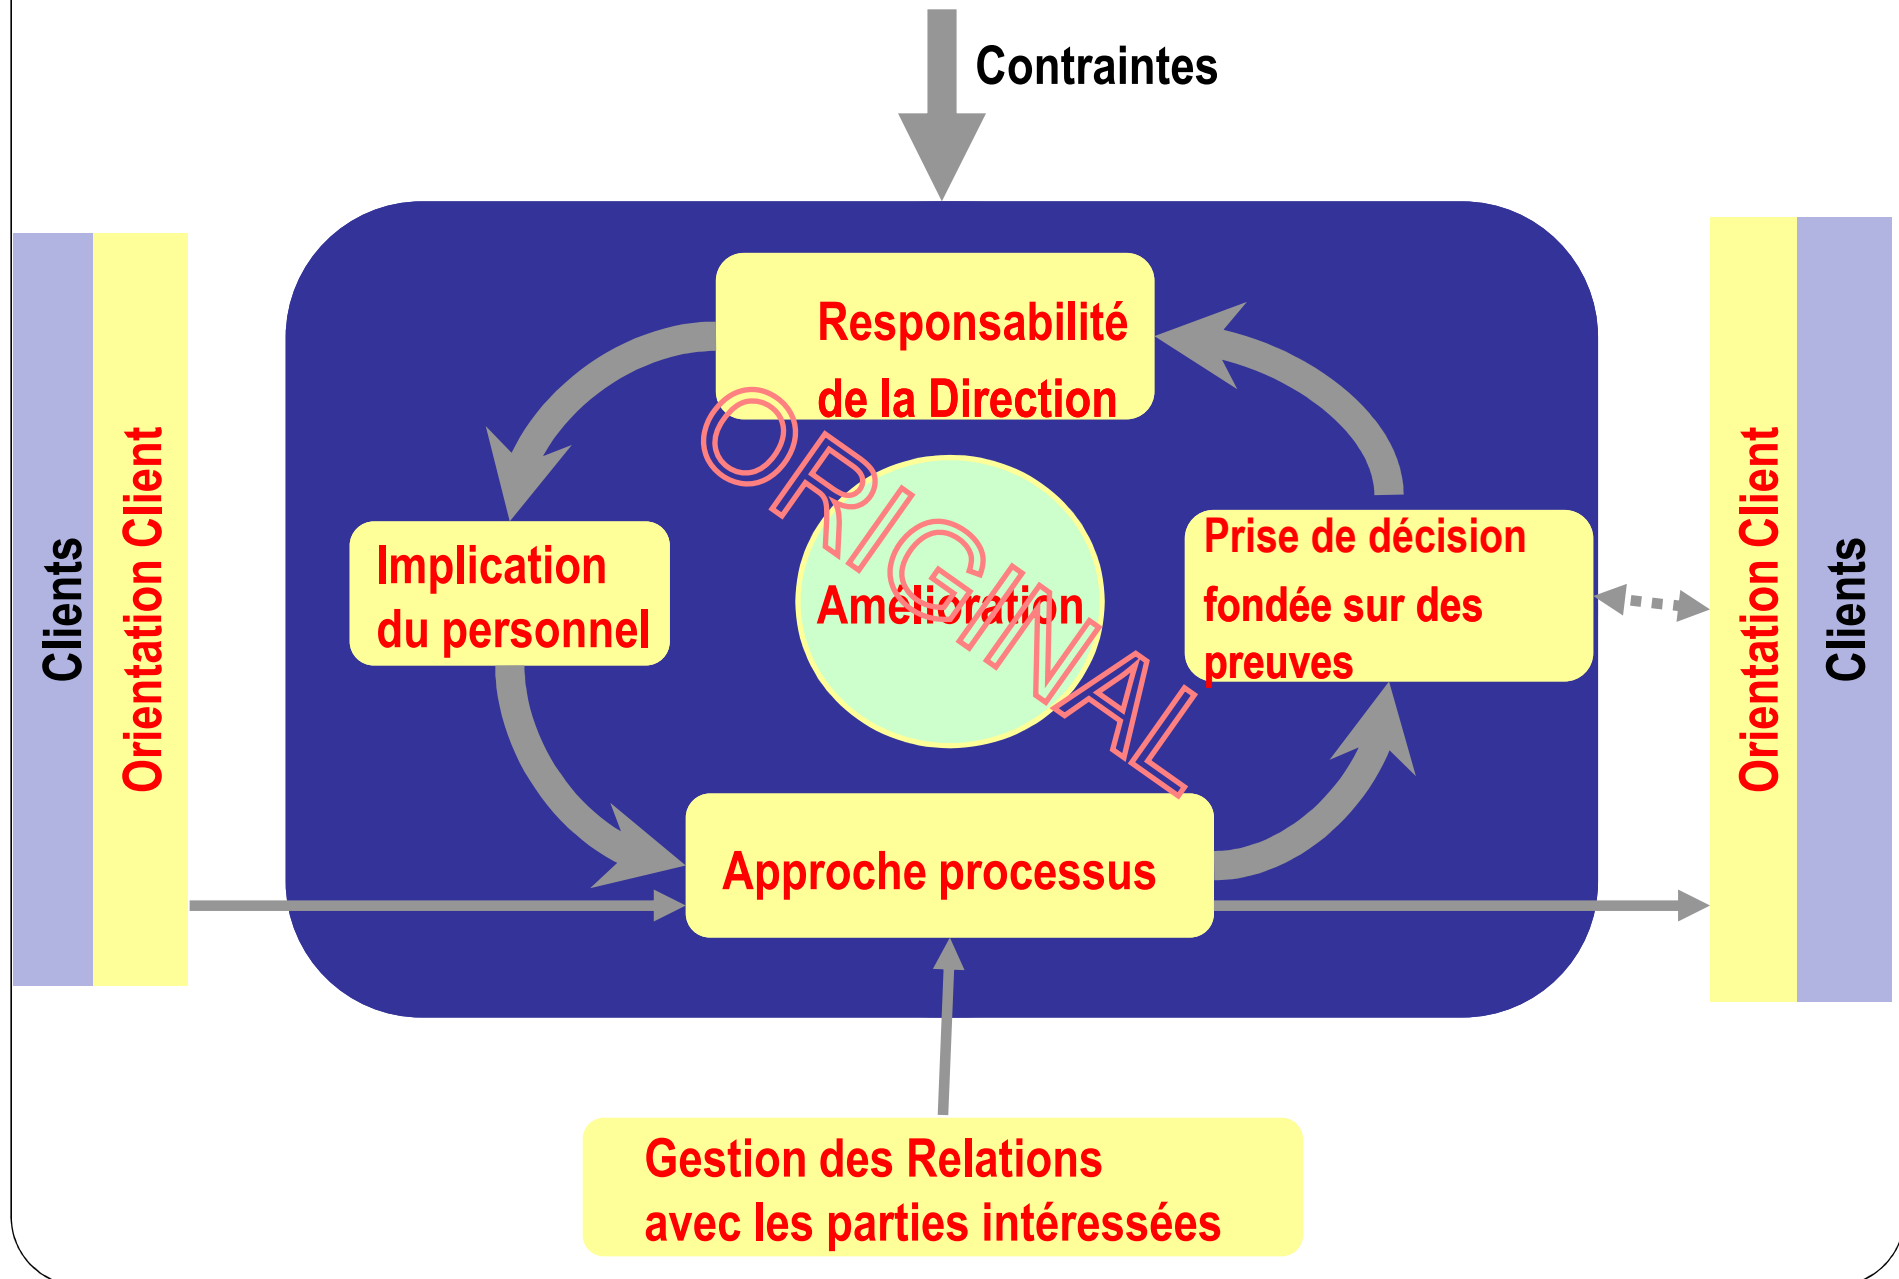 Contraintes
Clients
Orientation Client
Responsabilité
de la Direction
Implication
du personnel
Amélioration
Prise de décision
fondée sur des
preuves
Approche processus
Orientation Client
Clients
Gestion des Relations
avec les parties intéressées
ORIGINAL